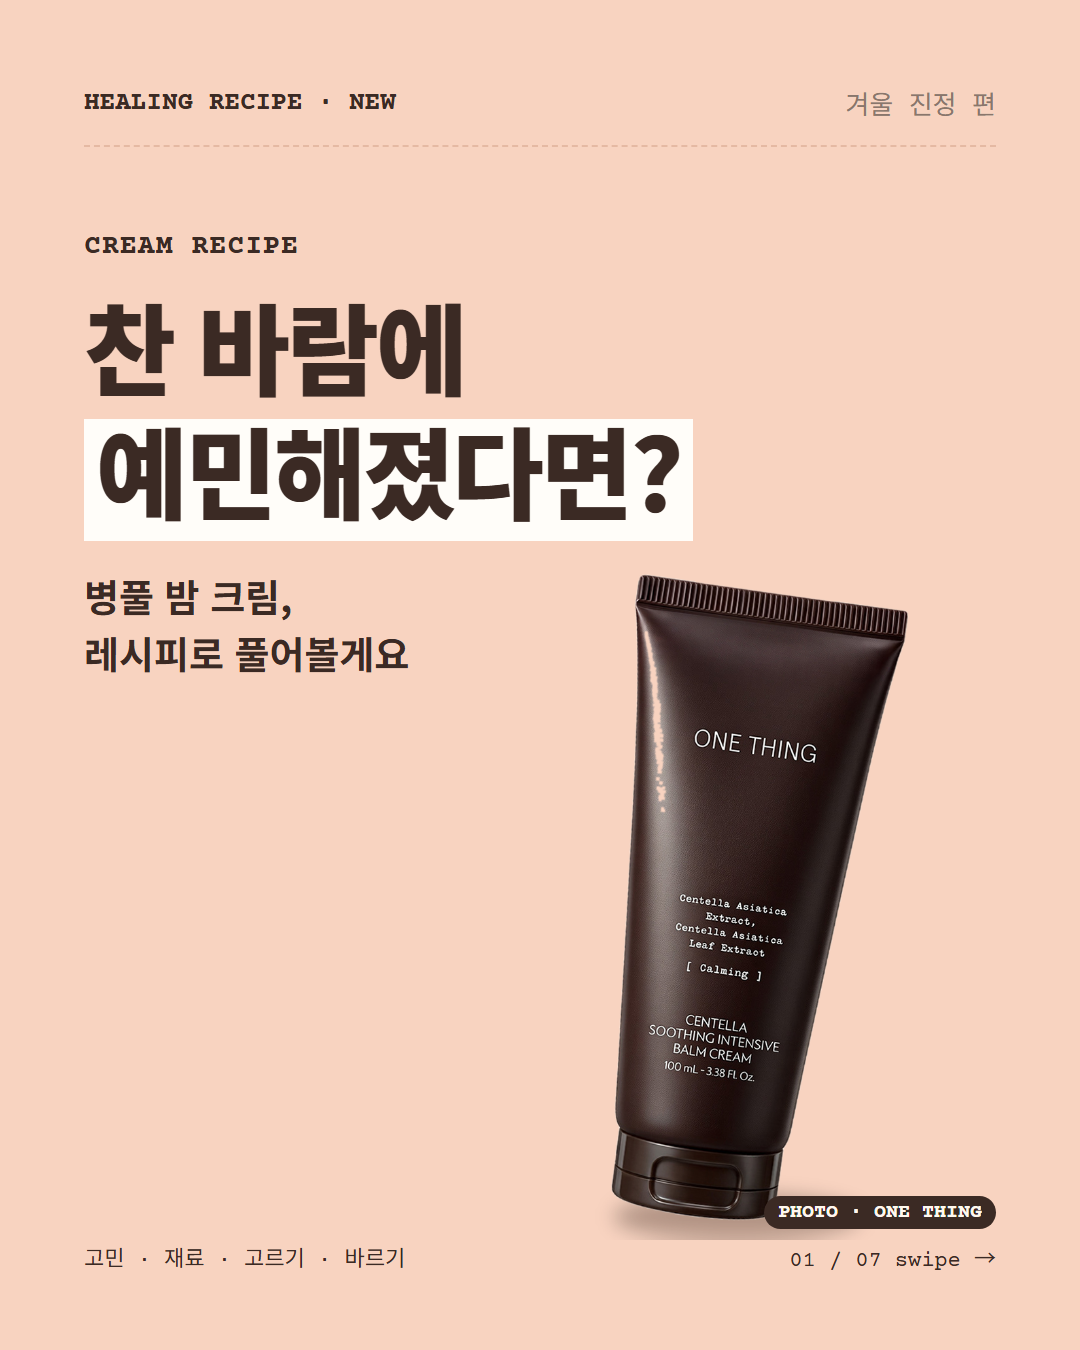 HEALING RECIPE · NEW
겨울 진정 편
CREAM RECIPE
찬 바람에
예민해졌다면?
병풀 밤 크림,
레시피로 풀어볼게요
ONE THING
Centella Asiatica
Extract,
Centella Asiatica
Leaf Extract
[ Calming ]
CENTELLA
SOOTHING INTENSIVE
BALM CREAM
100 mL - 3.38 Fl. Oz.
PHOTO · ONE THING
고민 · 재료 · 고르기 · 바르기
01 / 07 swipe →